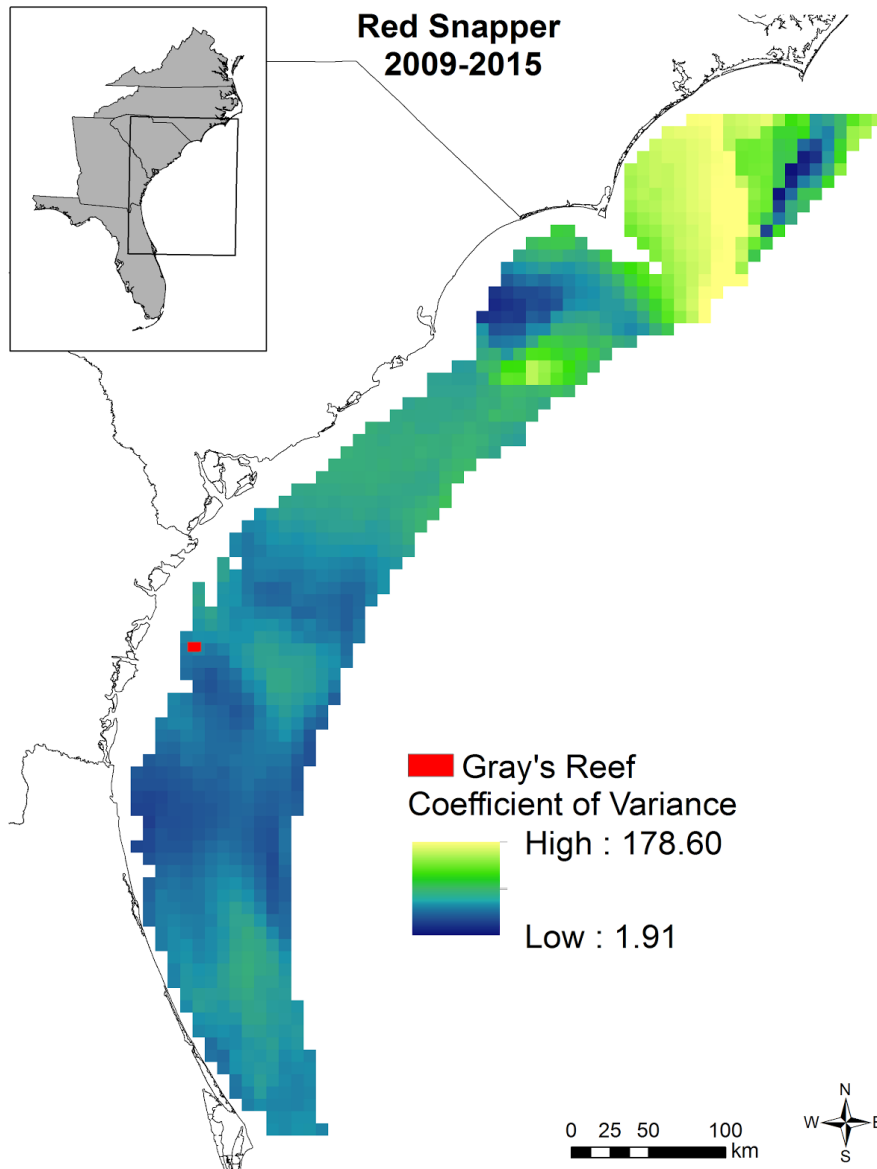 Red Snapper
2009-2015
Gray's Reef
Coefficient of Variance
High : 178.60
Low : 1.91
0 25 50 100
km
N
W E
S